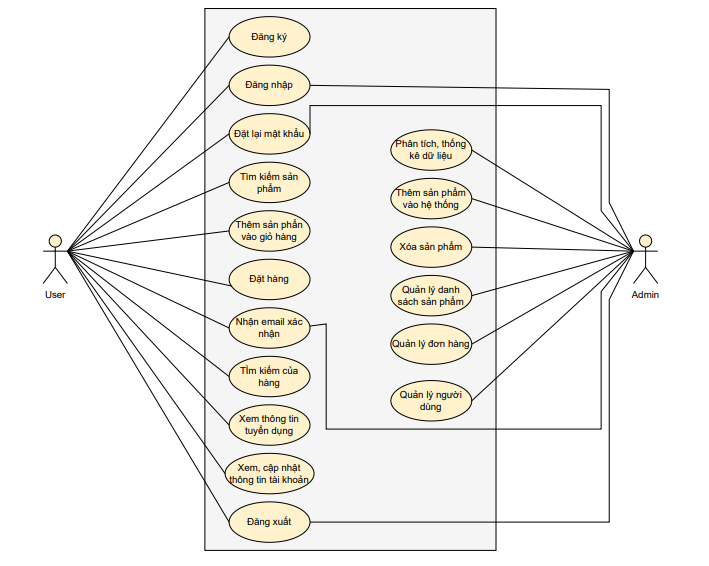 Đăng ký
Đăng nhập
Đặt lại mật khẩu
Tìm kiếm sản
phẩm
Thêm sản phẩn
vào giỏ hàng
Đặt hàng
Nhận email xác
nhận
TÌm kiếm của
hàng
Xem thông tin
tuyển dụng
Xem, cập nhật
thông tin tài khoản
Đăng xuất
Phân tích, thống
kê dữ liệu
Thêm sản phẩm
vào hệ thống
Xóa sản phẩm
Quản lý danh
sách sản phẩm
Quản lý đơn hàng
Quản lý người
dùng
User
Admin